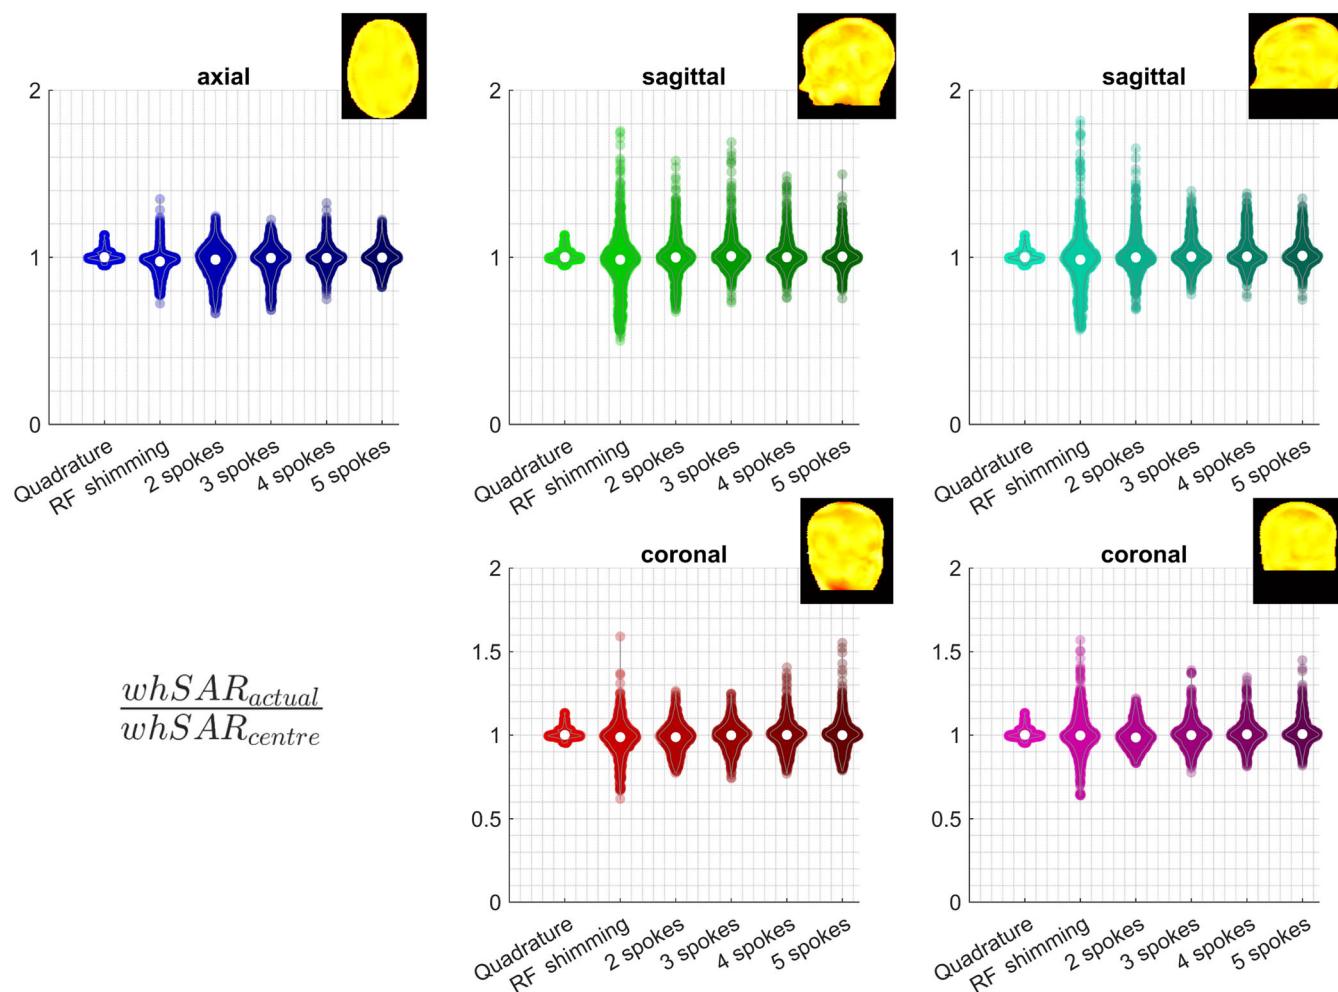 axial
2
1
0
Quadrature
RF shimming
2 spokes
3 spokes
4 spokes
5 spokes
sagittal
2
1
0
Quadrature
RF shimming
2 spokes
3 spokes
4 spokes
5 spokes
sagittal
2
1
0
Quadrature
RF shimming
2 spokes
3 spokes
4 spokes
5 spokes
whSAR_actual
whSAR_centre
coronal
2
1.5
1
0.5
0
Quadrature
RF shimming
2 spokes
3 spokes
4 spokes
5 spokes
coronal
2
1.5
1
0.5
0
Quadrature
RF shimming
2 spokes
3 spokes
4 spokes
5 spokes